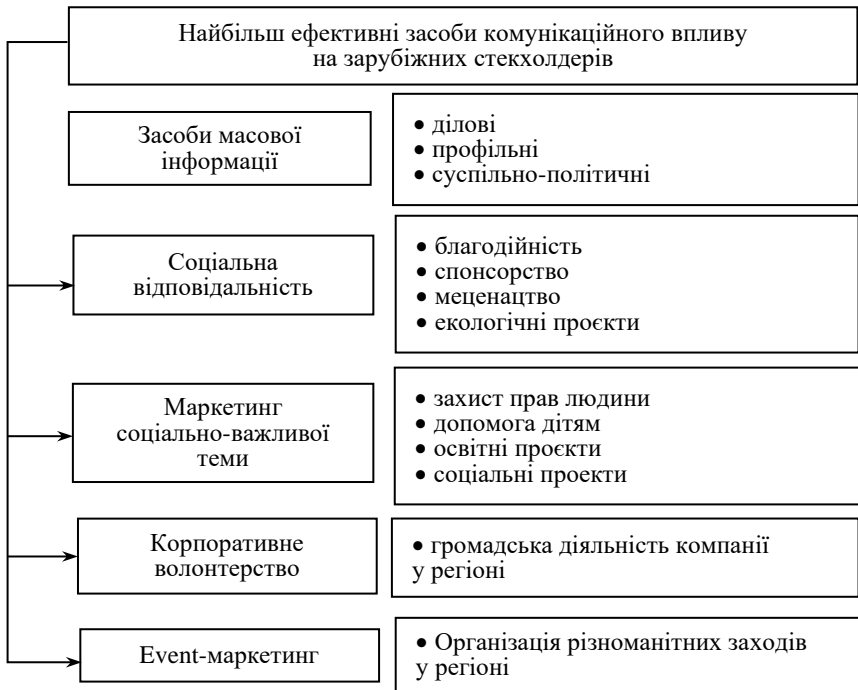 Найбільш ефективні засоби комунікаційного впливу
на зарубіжних стекхолдерів
Засоби масової
інформації
• ділові
• профільні
• суспільно-політичні
Соціальна
відповідальність
• благодійність
• спонсорство
• меценацтво
• екологічні проєкти
Маркетинг
соціально-важливої
теми
• захист прав людини
• допомога дітям
• освітні проєкти
• соціальні проекти
Корпоративне
волонтерство
• громадська діяльність компанії
у регіоні
Event-маркетинг
• Організація різноманітних заходів
у регіоні